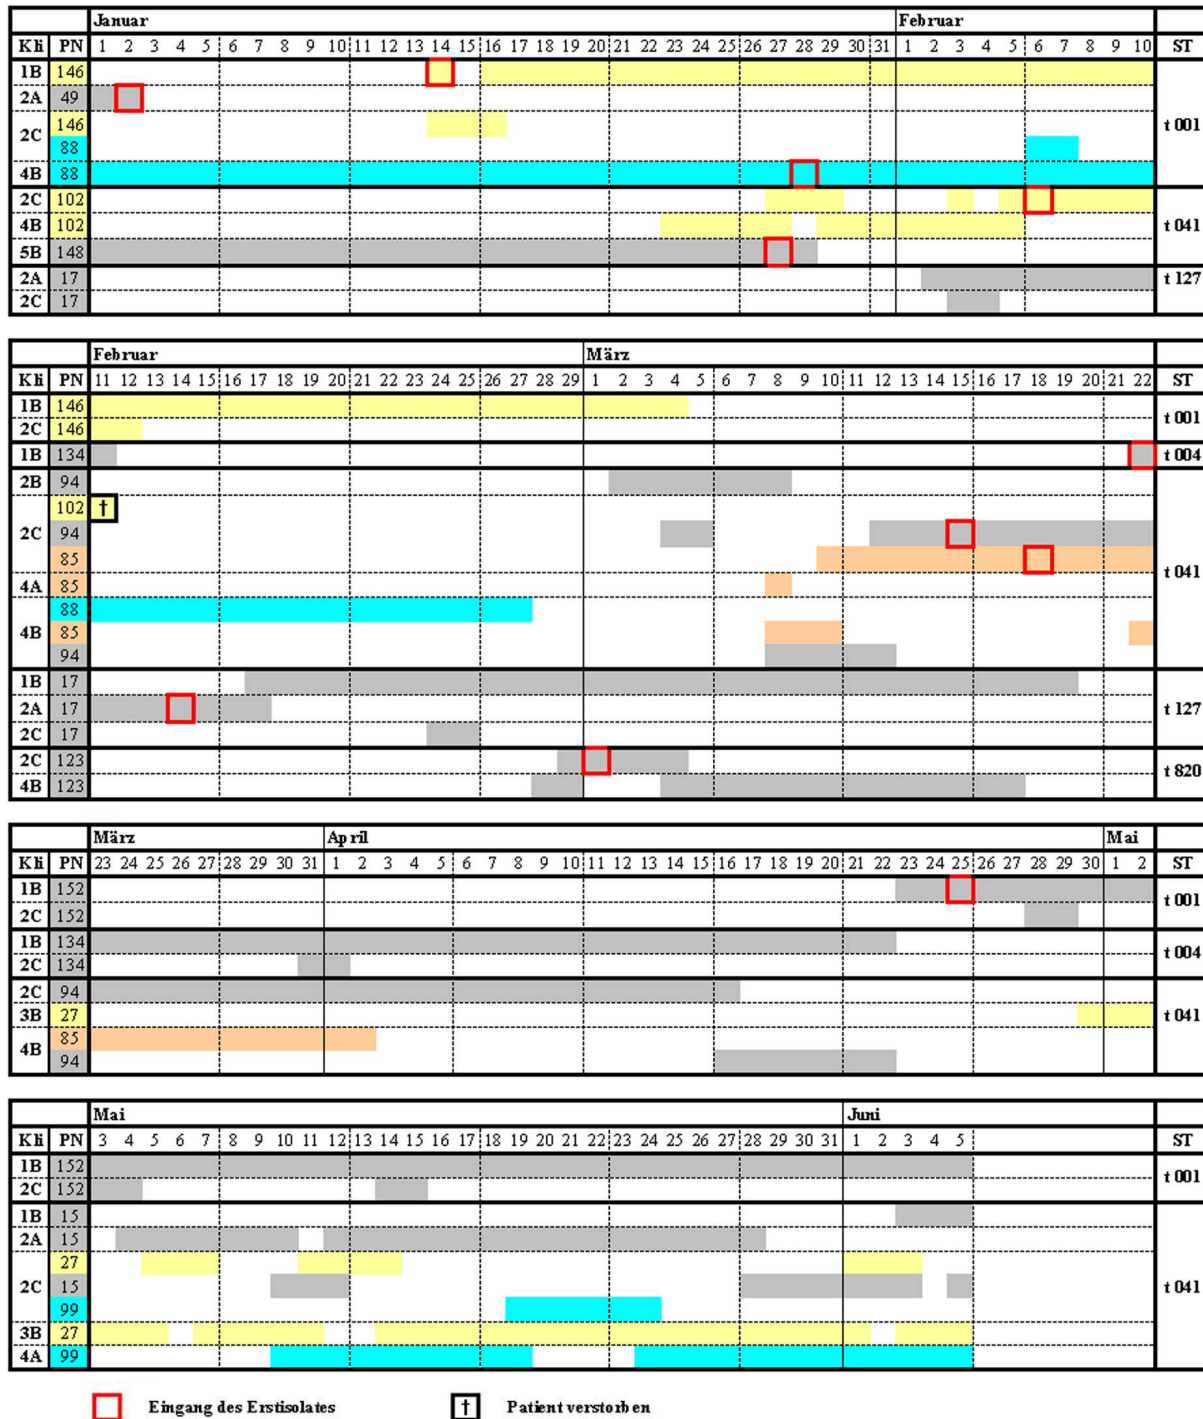 Januar Februar
Kli PN 1 2 3 4 5 6 7 8 9 10 11 12 13 14 15 16 17 18 19 20 21 22 23 24 25 26 27 28 29 30 31 1 2 3 4 5 6 7 8 9 10 ST
1B 146
2A 49
146
2C t 001
88
4B 88
2C 102
4B 102 t 041
5B 148
2A 17 t 127
2C 17
Februar März
Kli PN 11 12 13 14 15 16 17 18 19 20 21 22 23 24 25 26 27 28 29 1 2 3 4 5 6 7 8 9 10 11 12 13 14 15 16 17 18 19 20 21 22 ST
1B 146 t 001
2C 146
1B 134 t 004
2B 94
102 †
2C 94
85 t 041
4A 85
88
4B 85
94
1B 17
2A 17 t 127
2C 17
2C 123 t 820
4B 123
März April Mai
Kli PN 23 24 25 26 27 28 29 30 31 1 2 3 4 5 6 7 8 9 10 11 12 13 14 15 16 17 18 19 20 21 22 23 24 25 26 27 28 29 30 1 2 ST
1B 152 t 001
2C 152
1B 134 t 004
2C 134
2C 94
3B 27 t 041
85
4B
94
Mai Juni
Kli PN 3 4 5 6 7 8 9 10 11 12 13 14 15 16 17 18 19 20 21 22 23 24 25 26 27 28 29 30 31 1 2 3 4 5 ST
1B 152 t 001
2C 152
1B 15
2A 15
27
2C 15 t 041
99
3B 27
4A 99
Eingang des Erstisolates † Patient verstorben